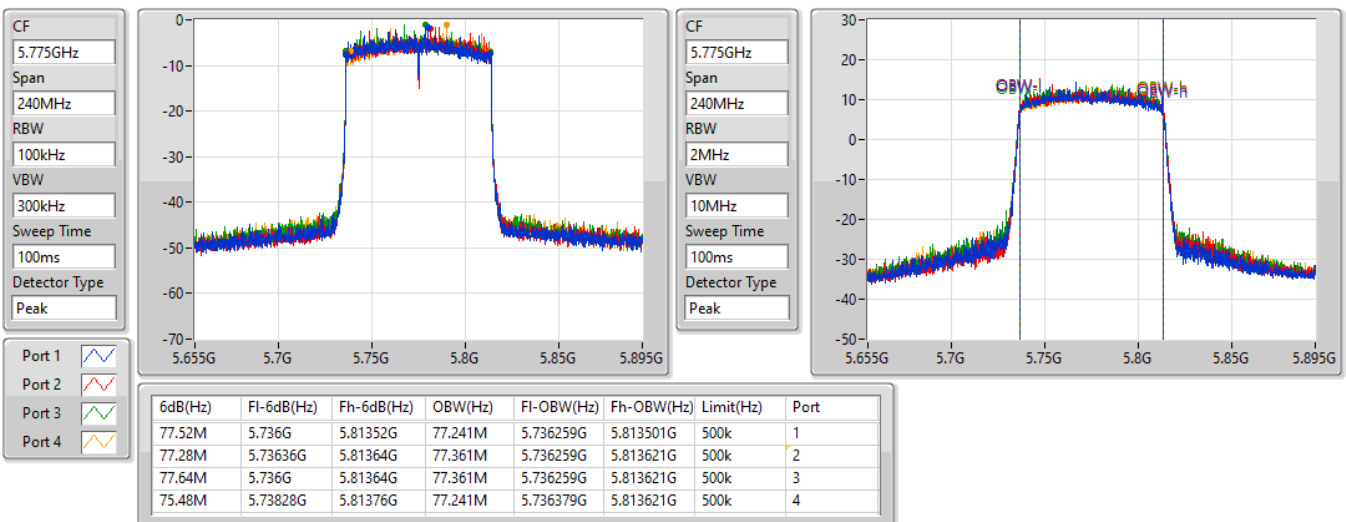 CF
5.775GHz
Span
240MHz
RBW
100kHz
VBW
300kHz
Sweep Time
100ms
Detector Type
Peak
0
-10
-20
-30
-40
-50
-60
-70
5.655G 5.7G 5.75G 5.8G 5.85G 5.895G
CF
5.775GHz
Span
240MHz
RBW
2MHz
VBW
10MHz
Sweep Time
100ms
Detector Type
Peak
30
20
10
0
-10
-20
-30
-40
-50
OBW-l OBW-h
5.655G 5.7G 5.75G 5.8G 5.85G 5.895G
Port 1
Port 2
Port 3
Port 4
6dB(Hz) Fl-6dB(Hz) Fh-6dB(Hz) OBW(Hz) Fl-OBW(Hz) Fh-OBW(Hz) Limit(Hz) Port
77.52M 5.736G 5.81352G 77.241M 5.736259G 5.813501G 500k 1
77.28M 5.73636G 5.81364G 77.361M 5.736259G 5.813621G 500k 2
77.64M 5.736G 5.81364G 77.361M 5.736259G 5.813621G 500k 3
75.48M 5.73828G 5.81376G 77.241M 5.736379G 5.813621G 500k 4